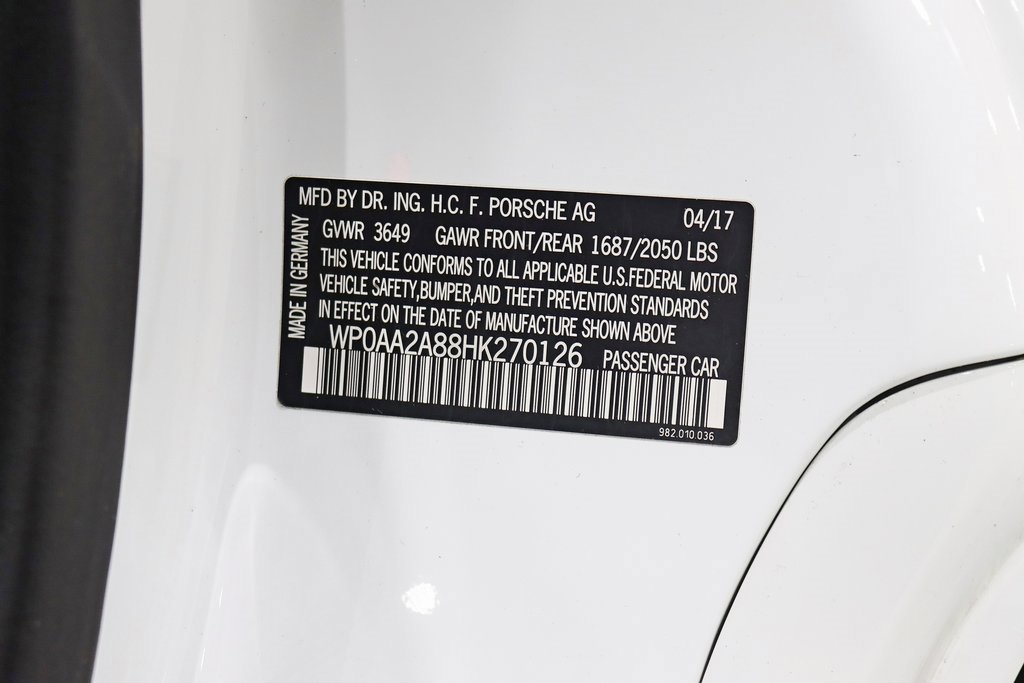 MFD BY DR. ING. H.C. F. PORSCHE AG 04/17
GVWR 3649 GAWR FRONT/REAR 1687/2050 LBS
THIS VEHICLE CONFORMS TO ALL APPLICABLE U.S.FEDERAL MOTOR
VEHICLE SAFETY,BUMPER,AND THEFT PREVENTION STANDARDS
IN EFFECT ON THE DATE OF MANUFACTURE SHOWN ABOVE
MADE IN GERMANY
WP0AA2A88HK270126 PASSENGER CAR
982.010.036